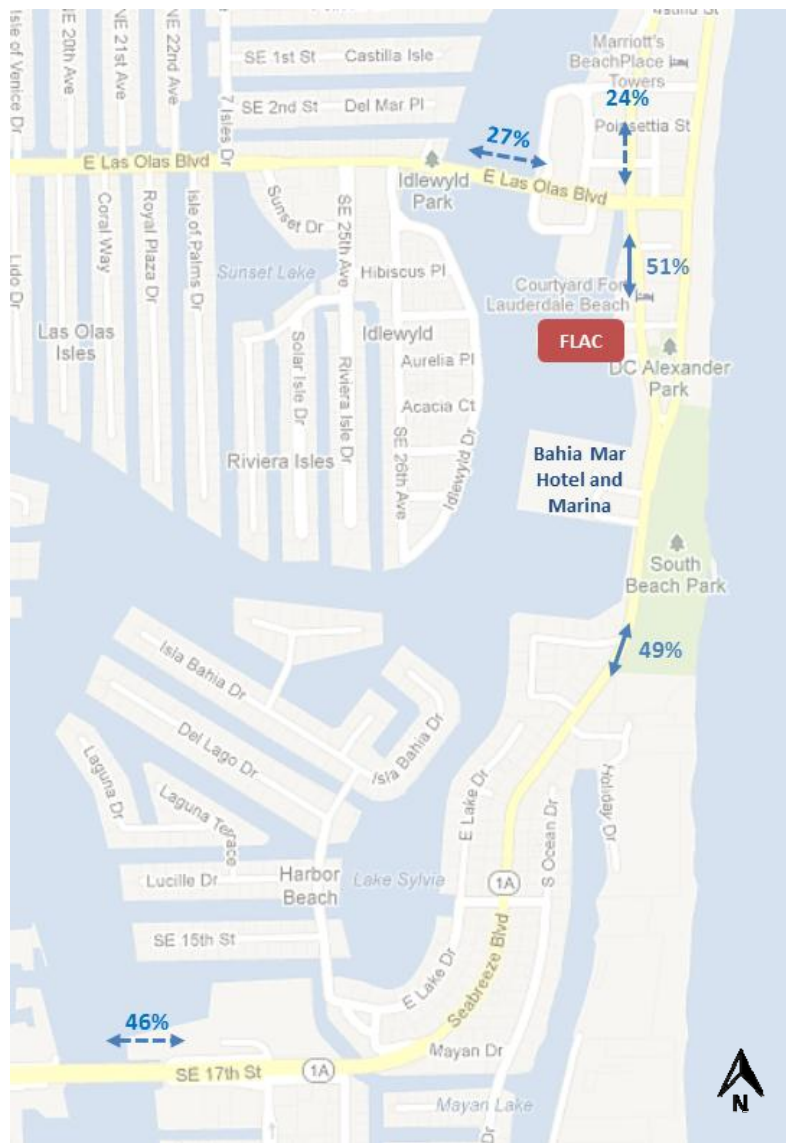 Isle of Venice Dr
NE 20th Ave
NE 21st Ave
NE 22nd Ave
7 Isles Dr
SE 1st St
Castilla Isle
SE 2nd St
Del Mar Pl
Marriott's
BeachPlace
Towers
24%
Poinsettia St
27%
E Las Olas Blvd
Idlewyld
Park
E Las Olas Blvd
Lido Dr
Coral Way
Royal Plaza Dr
Isle of Palms Dr
Sunset Dr
SE 25th Ave
Sunset Lake
Hibiscus Pl
51%
Courtyard For
Lauderdale Beach
Las Olas
Isles
Solar Isle Dr
Riviera Isle Dr
Idlewyld
FLAC
Aurelia Pl
DC Alexander
Park
Acacia Ct
SE 26th Ave
Idlewyld Dr
Riviera Isles
Bahia Mar
Hotel and
Marina
South
Beach Park
49%
Isla Bahia Dr
Del Lago Dr
Isla Bahia Dr
Laguna Dr
Laguna Terrace
E Lake Dr
Holiday Dr
S Ocean Dr
Lucille Dr
Harbor
Beach
Lake Sylvia
1A
SE 15th St
E Lake Dr
Seabreeze Blvd
46%
SE 17th St
1A
Mayan Dr
Mayan Lake
Dr
N